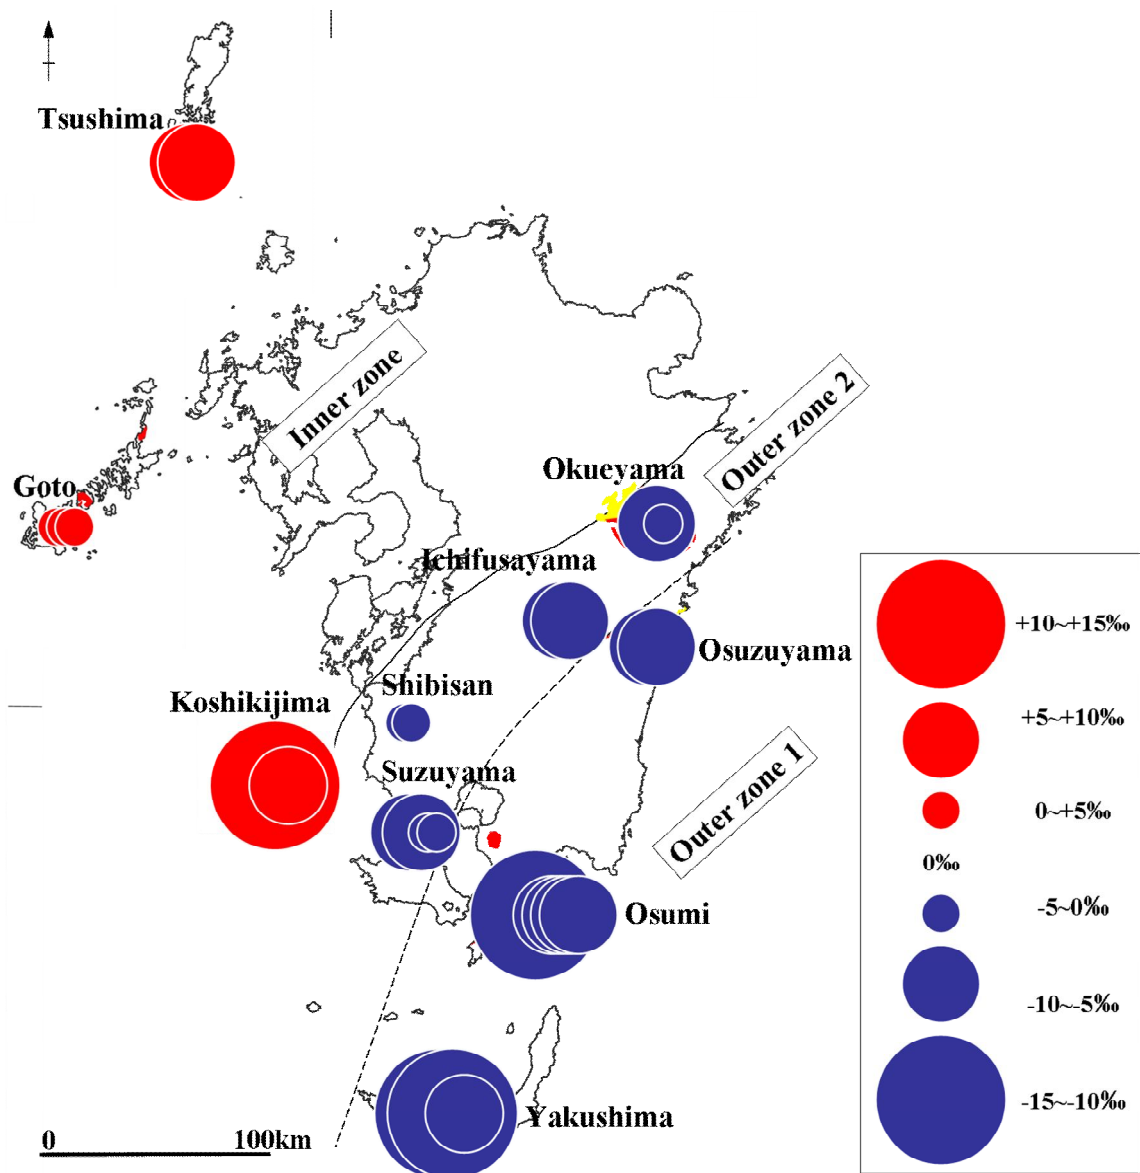 Tsushima
Inner zone
Outer zone 2
Okueyama
Goto
Ichifusayama
Osuzuyama
Shibisan
Koshikijima
Suzuyama
Outer zone 1
Osumi
Yakushima
0 100km
+10~+15‰
+5~+10‰
0~+5‰
0‰
-5~0‰
-10~-5‰
-15~-10‰